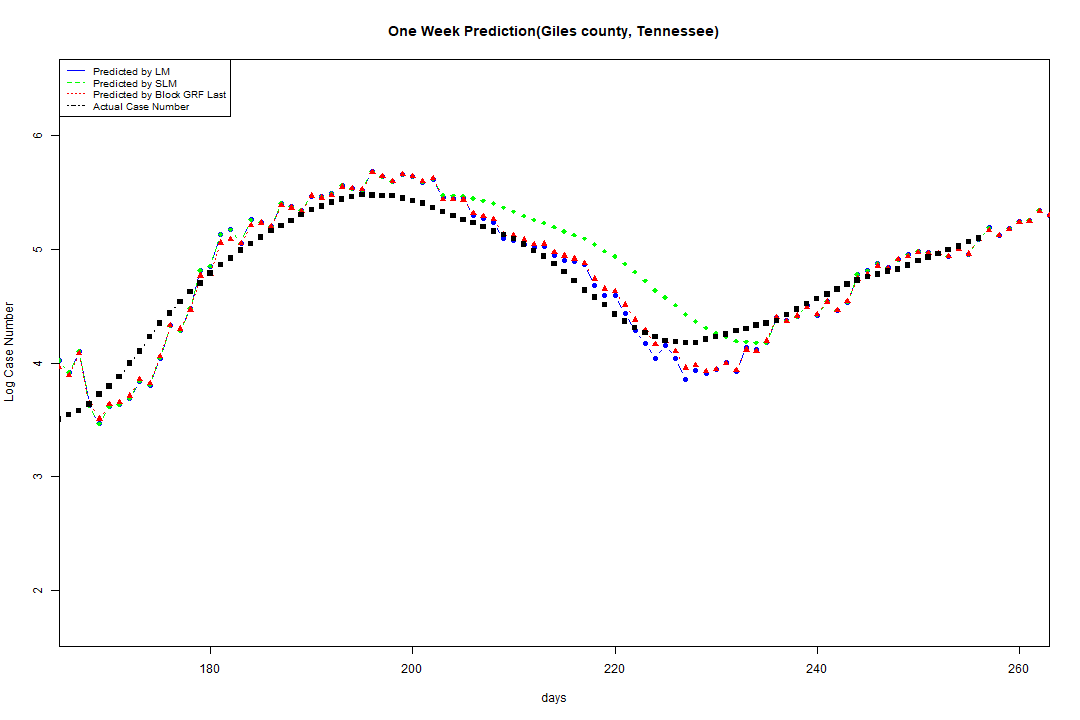 One Week Prediction(Giles county, Tennessee)
Predicted by LM
Predicted by SLM
Predicted by Block GRF Last
Actual Case Number
6
5
4
3
2
Log Case Number
180
200
220
240
260
days